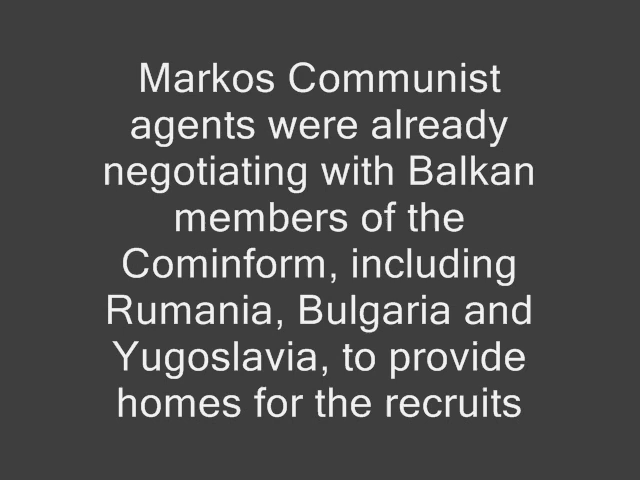 Markos Communist
agents were already
negotiating with Balkan
members of the
Cominform, including
Rumania, Bulgaria and
Yugoslavia, to provide
homes for the recruits